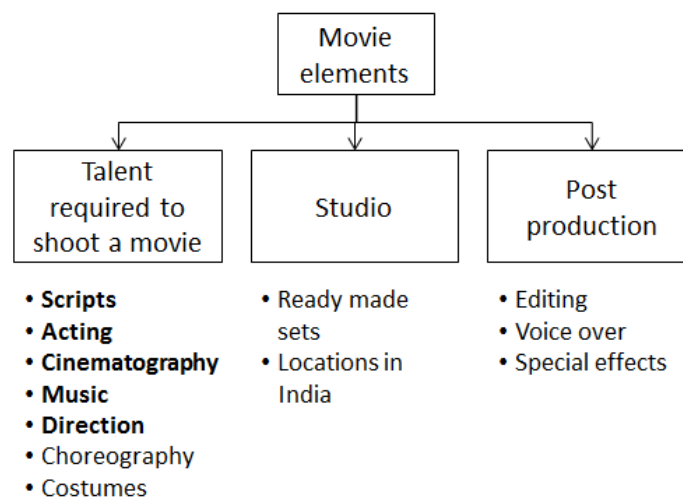 Movie
elements
Talent
required to
shoot a movie
Studio
Post
production
• Scripts
• Acting
• Cinematography
• Music
• Direction
• Choreography
• Costumes
• Ready made
sets
• Locations in
India
• Editing
• Voice over
• Special effects